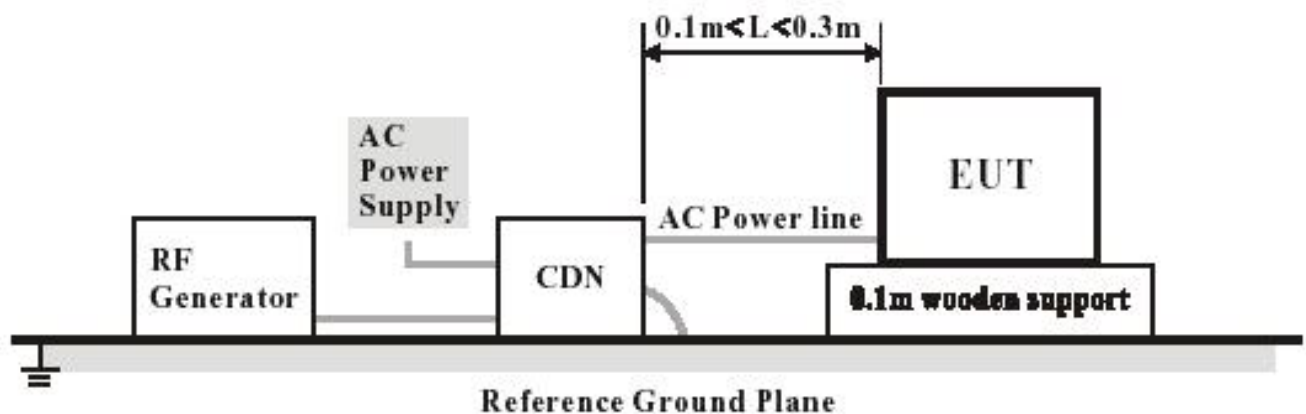 0.1m<L<0.3m
AC
Power
Supply
EUT
AC Power line
RF
Generator
CDN
0.1m wooden support
Reference Ground Plane